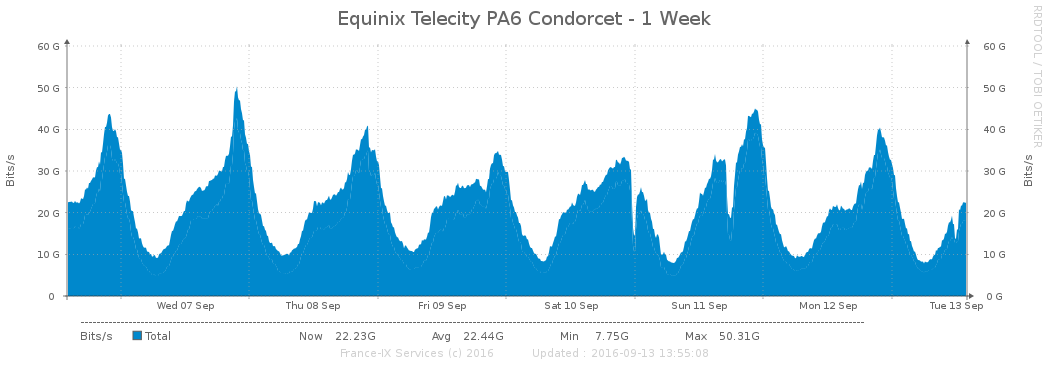 Equinix Telecity PA6 Condorcet - 1 Week
RRDTOOL / TOBI OETIKER
Bits/s
60 G
50 G
40 G
30 G
20 G
10 G
0
60 G
50 G
40 G
30 G
20 G
10 G
0 G
Bits/s
Wed 07 Sep Thu 08 Sep Fri 09 Sep Sat 10 Sep Sun 11 Sep Mon 12 Sep Tue 13 Sep
Bits/s Total Now 22.23G Avg 22.44G Min 7.75G Max 50.31G
France-IX Services (c) 2016 Updated : 2016-09-13 13:55:08